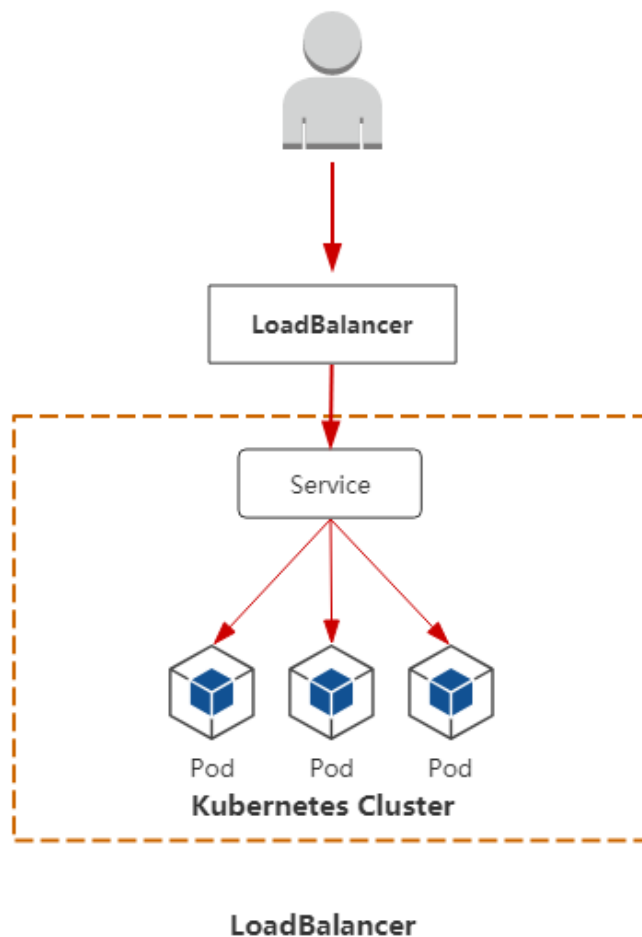 LoadBalancer
Service
Pod Pod Pod
Kubernetes Cluster
LoadBalancer